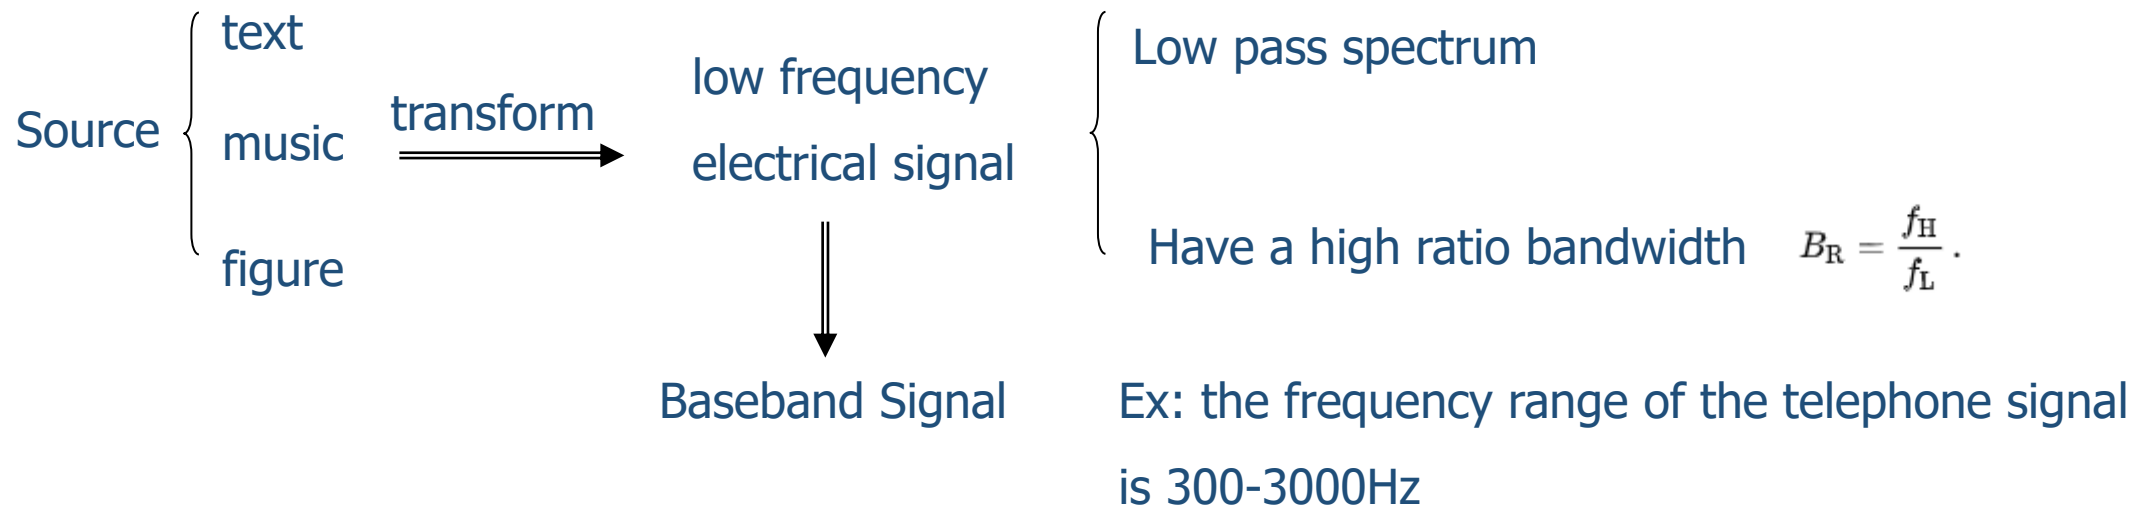 Source
text
music
figure
transform
low frequency
electrical signal
Baseband Signal
Low pass spectrum
Have a high ratio bandwidth B_R = f_H / f_L .
Ex: the frequency range of the telephone signal
is 300-3000Hz